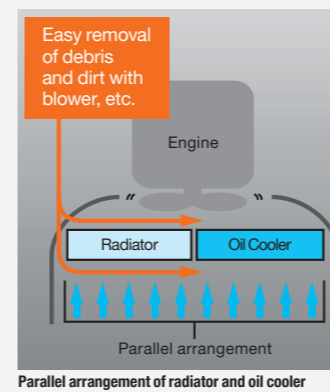 Easy removal
of debris
and dirt with
blower, etc.
Engine
Radiator
Oil Cooler
Parallel arrangement
Parallel arrangement of radiator and oil cooler